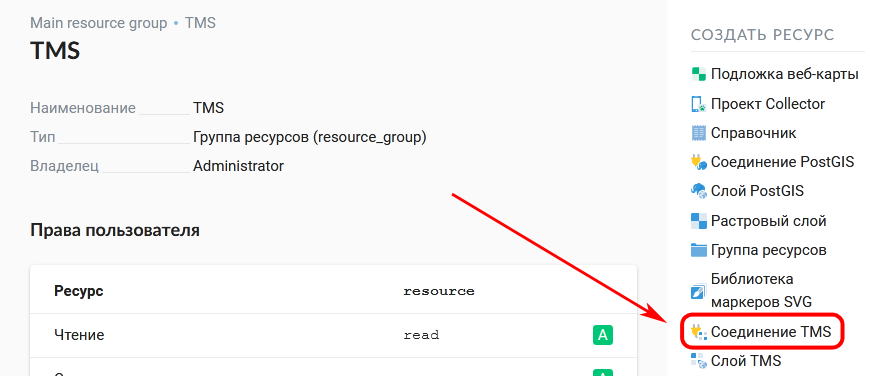 Main resource group • TMS
TMS
Наименование TMS
Тип Группа ресурсов (resource_group)
Владелец Administrator
Права пользователя
Ресурс resource
Чтение read A
СОЗДАТЬ РЕСУРС
Подложка веб-карты
Проект Collector
Справочник
Соединение PostGIS
Слой PostGIS
Растровый слой
Группа ресурсов
Библиотека
маркеров SVG
Соединение TMS
Слой TMS